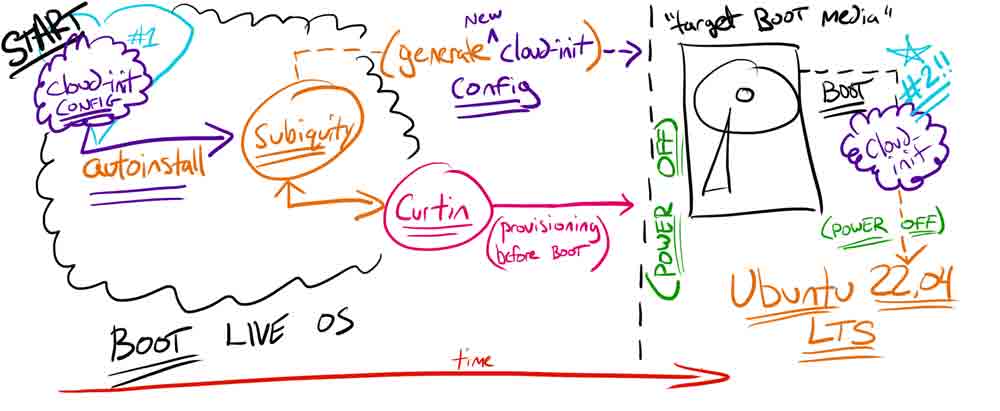 START
#1
cloud-init
CONFIG
autoinstall
Subiquity
(generate New cloud-init)
Config
Curtin
(provisioning
before BOOT)
BOOT LIVE OS
time
(POWER OFF)
"target BOOT Media"
BOOT
#2!!
Cloud-
init
(POWER OFF)
Ubuntu 22.04
LTS